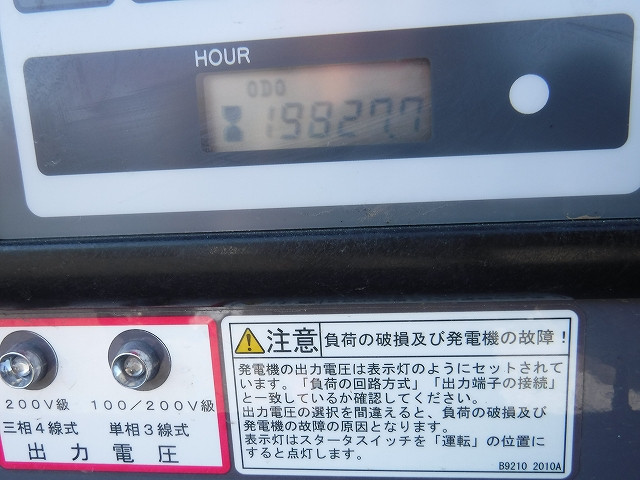 HOUR
ODO
19827.7
注意 負荷の破損及び発電機の故障!
発電機の出力電圧は表示灯のようにセットされて
います。「負荷の回路方式」「出力端子の接続」
と一致しているか確認してください。
出力電圧の選択を間違えると、負荷の破損及び
発電機の故障の原因となります。
表示灯はスタータスイッチを「運転」の位置に
すると点灯します。
B9210 2010A
200V級 100/200V級
三相4線式 単相3線式
出力電圧